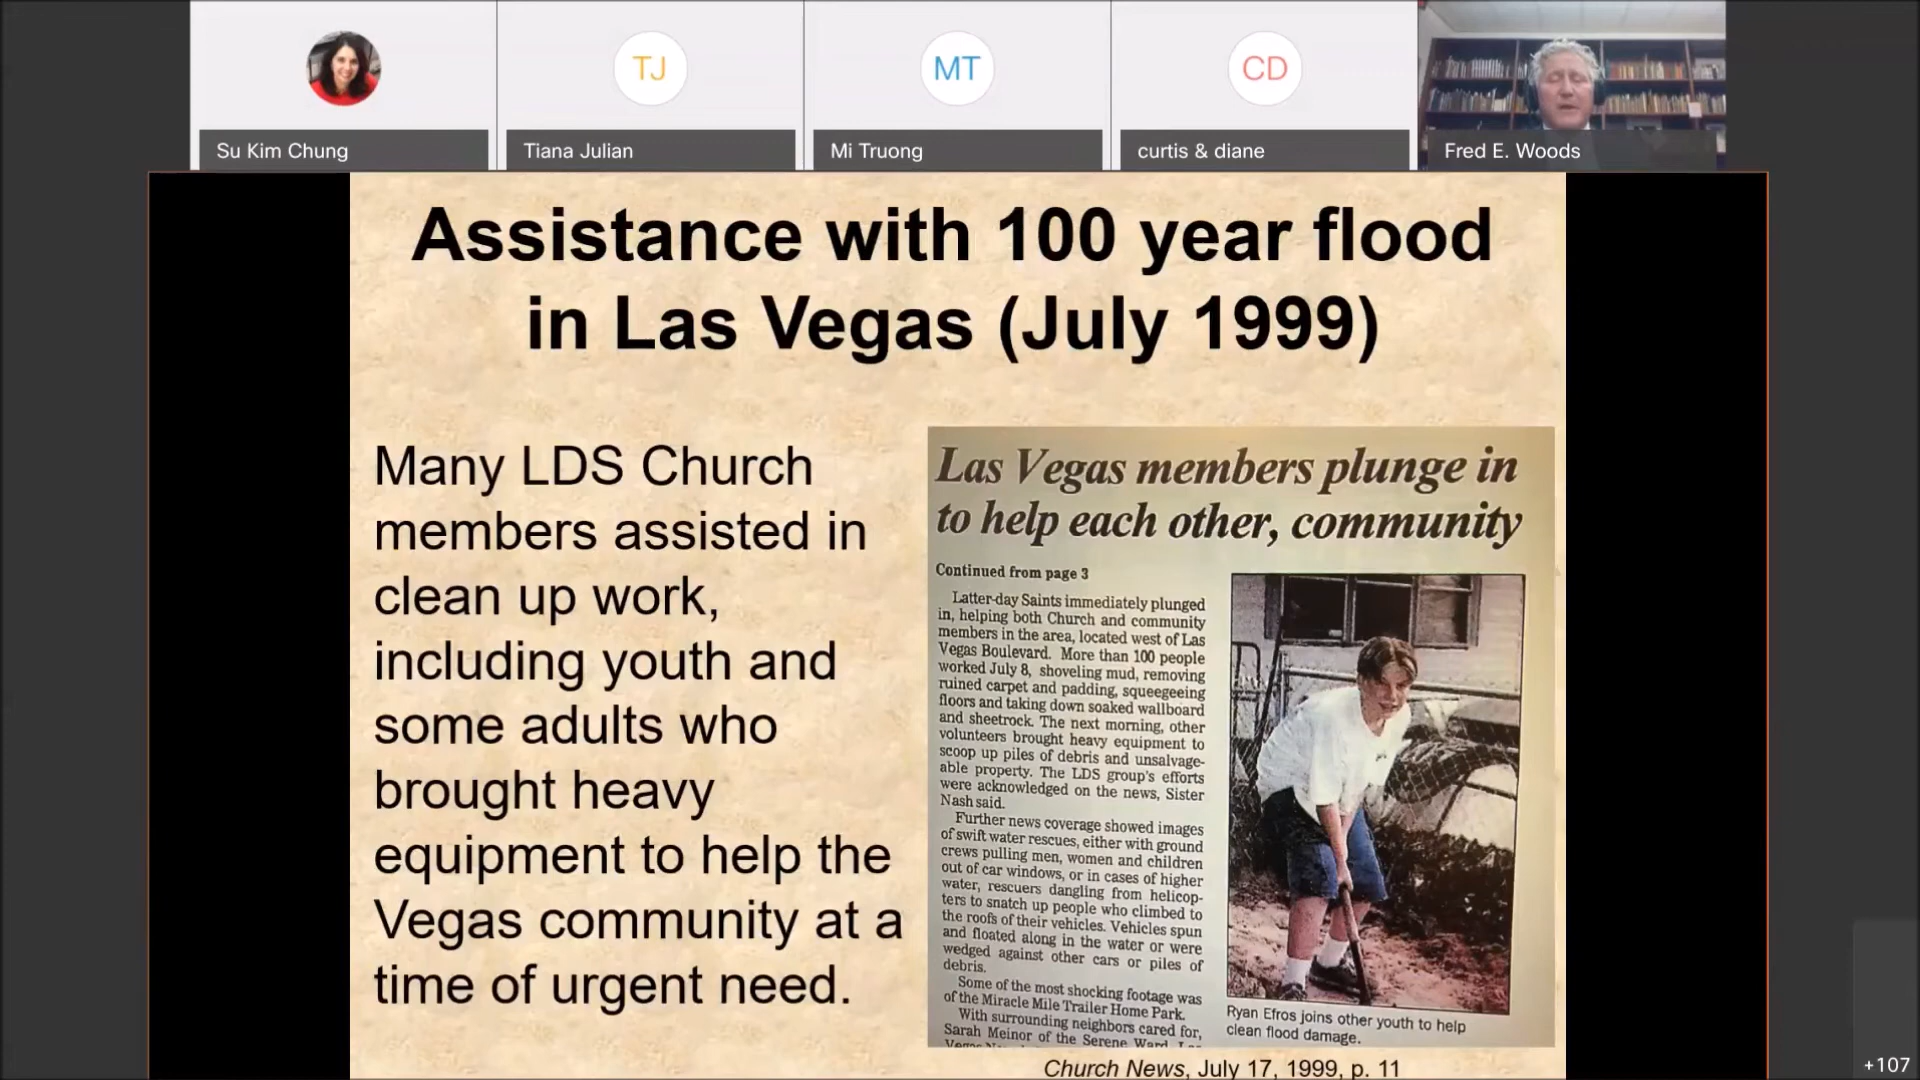 TJ
MT
CD
Su Kim Chung
Tiana Julian
Mi Truong
curtis & diane
Fred E. Woods
Assistance with 100 year flood
in Las Vegas (July 1999)
Many LDS Church
members assisted in
clean up work,
including youth and
some adults who
brought heavy
equipment to help the
Vegas community at a
time of urgent need.
Las Vegas members plunge in
to help each other, community
Continued from page 3
Latter-day Saints immediately plunged
in, helping both Church and community
members in the area, located west of Las
Vegas Boulevard. More than 100 people
worked July 8, shoveling mud, removing
ruined carpet and padding, squeegeeing
floors and taking down soaked wallboard
and sheetrock. The next morning, other
volunteers brought heavy equipment to
scoop up piles of debris and unsalvage-
able property. The LDS group's efforts
were acknowledged on the news, Sister
Nash said.
Further news coverage showed images
of swift water rescues, either with ground
crews pulling men, women and children
out of car windows, or in cases of higher
water, rescuers dangling from helicop-
ters to snatch up people who climbed to
the roofs of their vehicles. Vehicles spun
and floated along in the water or were
wedged against other cars or piles of
debris.
Some of the most shocking footage was
of the Miracle Mile Trailer Home Park.
With surrounding neighbors cared for,
Sarah Meinor of the Serene Ward, Las
Ryan Efros joins other youth to help
clean flood damage.
Church News, July 17, 1999, p. 11
+107